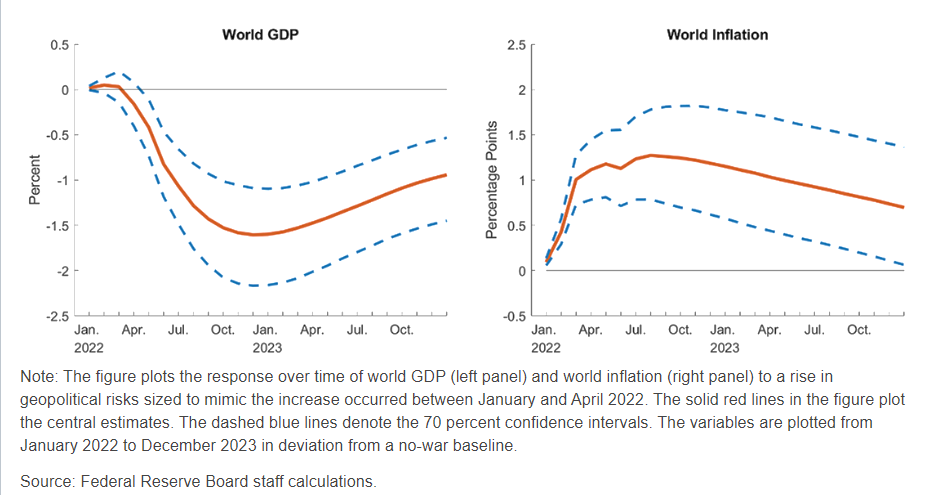 World GDP
0.5
0
-0.5
-1
-1.5
-2
-2.5
Percent
Jan. Apr. Jul. Oct. Jan. Apr. Jul. Oct.
2022 2023
World Inflation
2.5
2
1.5
1
0.5
0
-0.5
Percentage Points
Jan. Apr. Jul. Oct. Jan. Apr. Jul. Oct.
2022 2023
Note: The figure plots the response over time of world GDP (left panel) and world inflation (right panel) to a rise in
geopolitical risks sized to mimic the increase occurred between January and April 2022. The solid red lines in the figure plot
the central estimates. The dashed blue lines denote the 70 percent confidence intervals. The variables are plotted from
January 2022 to December 2023 in deviation from a no-war baseline.
Source: Federal Reserve Board staff calculations.